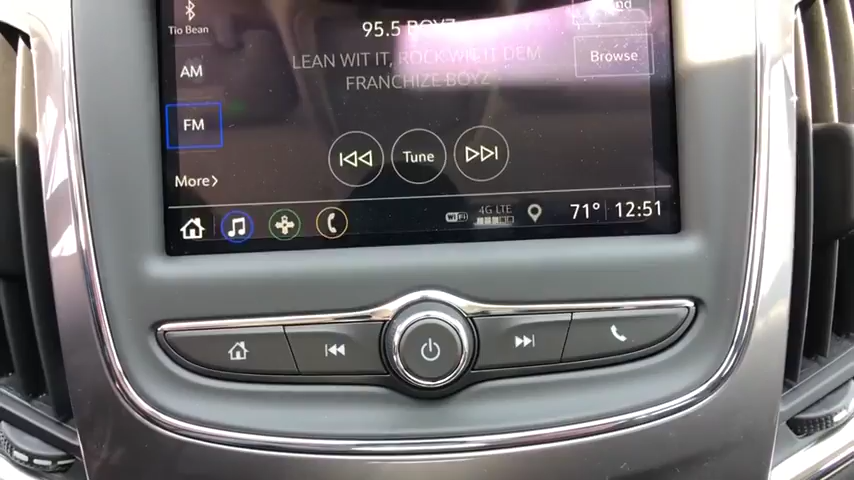 Tio Bean
95.5 BOYZ
LEAN WIT IT, ROCK WIT IT DEM
FRANCHIZE BOYZ
Browse
AM
FM
Tune
More
WiFi
4G LTE
71° 12:51